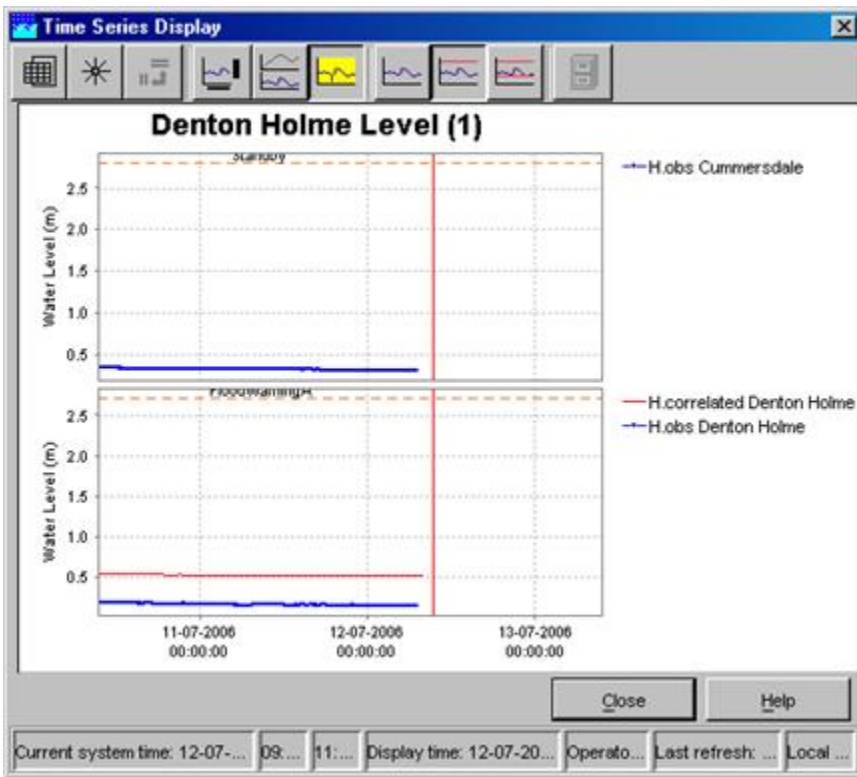 Time Series Display
Denton Holme Level (1)
Standby
2.5
2.0
1.5
1.0
0.5
Water Level (m)
H.obs Cummersdale
FloodWarningA
2.5
2.0
1.5
1.0
0.5
Water Level (m)
H.correlated Denton Holme
H.obs Denton Holme
11-07-2006 12-07-2006 13-07-2006
00:00:00 00:00:00 00:00:00
Close Help
Current system time: 12-07-... 09:... 11:... Display time: 12-07-20... Operato... Last refresh: ... Local ...